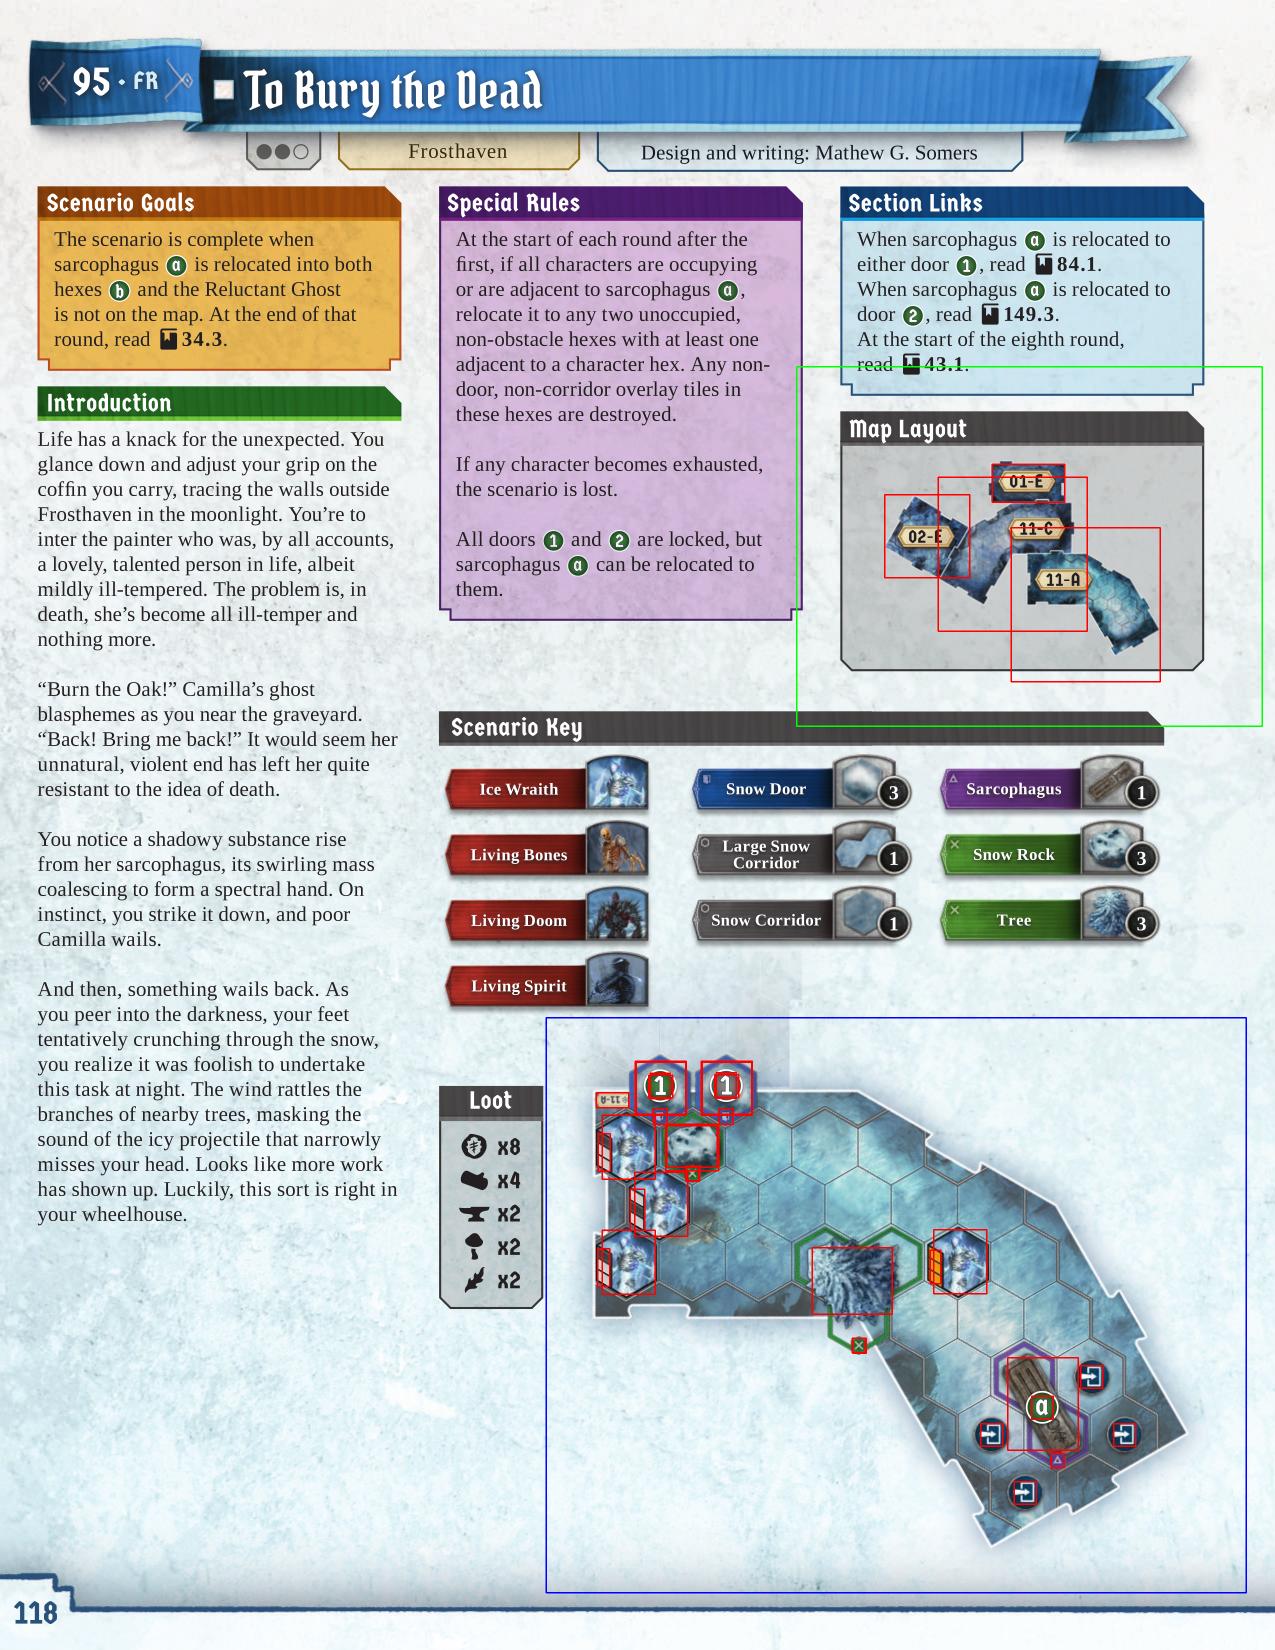 95 · FR
To Bury the Dead
Frosthaven
Design and writing: Mathew G. Somers
Scenario Goals
The scenario is complete when
sarcophagus a is relocated into both
hexes b and the Reluctant Ghost
is not on the map. At the end of that
round, read 34.3.
Introduction
Life has a knack for the unexpected. You
glance down and adjust your grip on the
coffin you carry, tracing the walls outside
Frosthaven in the moonlight. You’re to
inter the painter who was, by all accounts,
a lovely, talented person in life, albeit
mildly ill-tempered. The problem is, in
death, she’s become all ill-temper and
nothing more.
“Burn the Oak!” Camilla’s ghost
blasphemes as you near the graveyard.
“Back! Bring me back!” It would seem her
unnatural, violent end has left her quite
resistant to the idea of death.
You notice a shadowy substance rise
from her sarcophagus, its swirling mass
coalescing to form a spectral hand. On
instinct, you strike it down, and poor
Camilla wails.
And then, something wails back. As
you peer into the darkness, your feet
tentatively crunching through the snow,
you realize it was foolish to undertake
this task at night. The wind rattles the
branches of nearby trees, masking the
sound of the icy projectile that narrowly
misses your head. Looks like more work
has shown up. Luckily, this sort is right in
your wheelhouse.
Special Rules
At the start of each round after the
first, if all characters are occupying
or are adjacent to sarcophagus a,
relocate it to any two unoccupied,
non-obstacle hexes with at least one
adjacent to a character hex. Any non-
door, non-corridor overlay tiles in
these hexes are destroyed.
If any character becomes exhausted,
the scenario is lost.
All doors 1 and 2 are locked, but
sarcophagus a can be relocated to
them.
Section Links
When sarcophagus a is relocated to
either door 1, read 84.1.
When sarcophagus a is relocated to
door 2, read 149.3.
At the start of the eighth round,
read 43.1.
Map Layout
01-E
02-E
11-C
11-A
Scenario Key
Ice Wraith
Snow Door
3
Sarcophagus
1
Living Bones
Large Snow
Corridor
1
Snow Rock
3
Living Doom
Snow Corridor
1
Tree
3
Living Spirit
Loot
x8
x4
x2
x2
x2
1
1
11-A
a
118